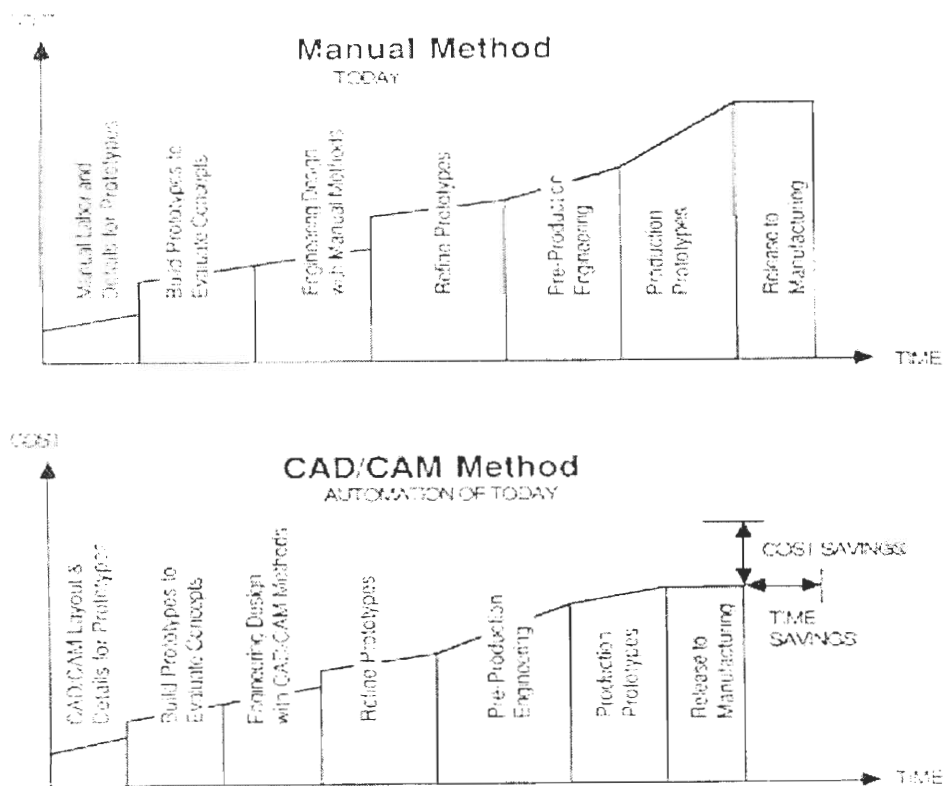 Manual Method
TODAY
Details for Prototypes
Build Prototypes to
Evaluate Concepts
Engineering Design
with Manual Methods
Refine Prototypes
Pre-Production
Engineering
Production
Prototypes
Release to
Manufacturing
TIME
COST
CAD/CAM Method
AUTOMATION OF TODAY
CAD/CAM Layout &
Details for Prototypes
Build Prototypes to
Evaluate Concepts
Engineering Design
with CAD/CAM Methods
Refine Prototypes
Pre-Production
Engineering
Production
Prototypes
Release to
Manufacturing
COST SAVINGS
TIME
SAVINGS
TIME